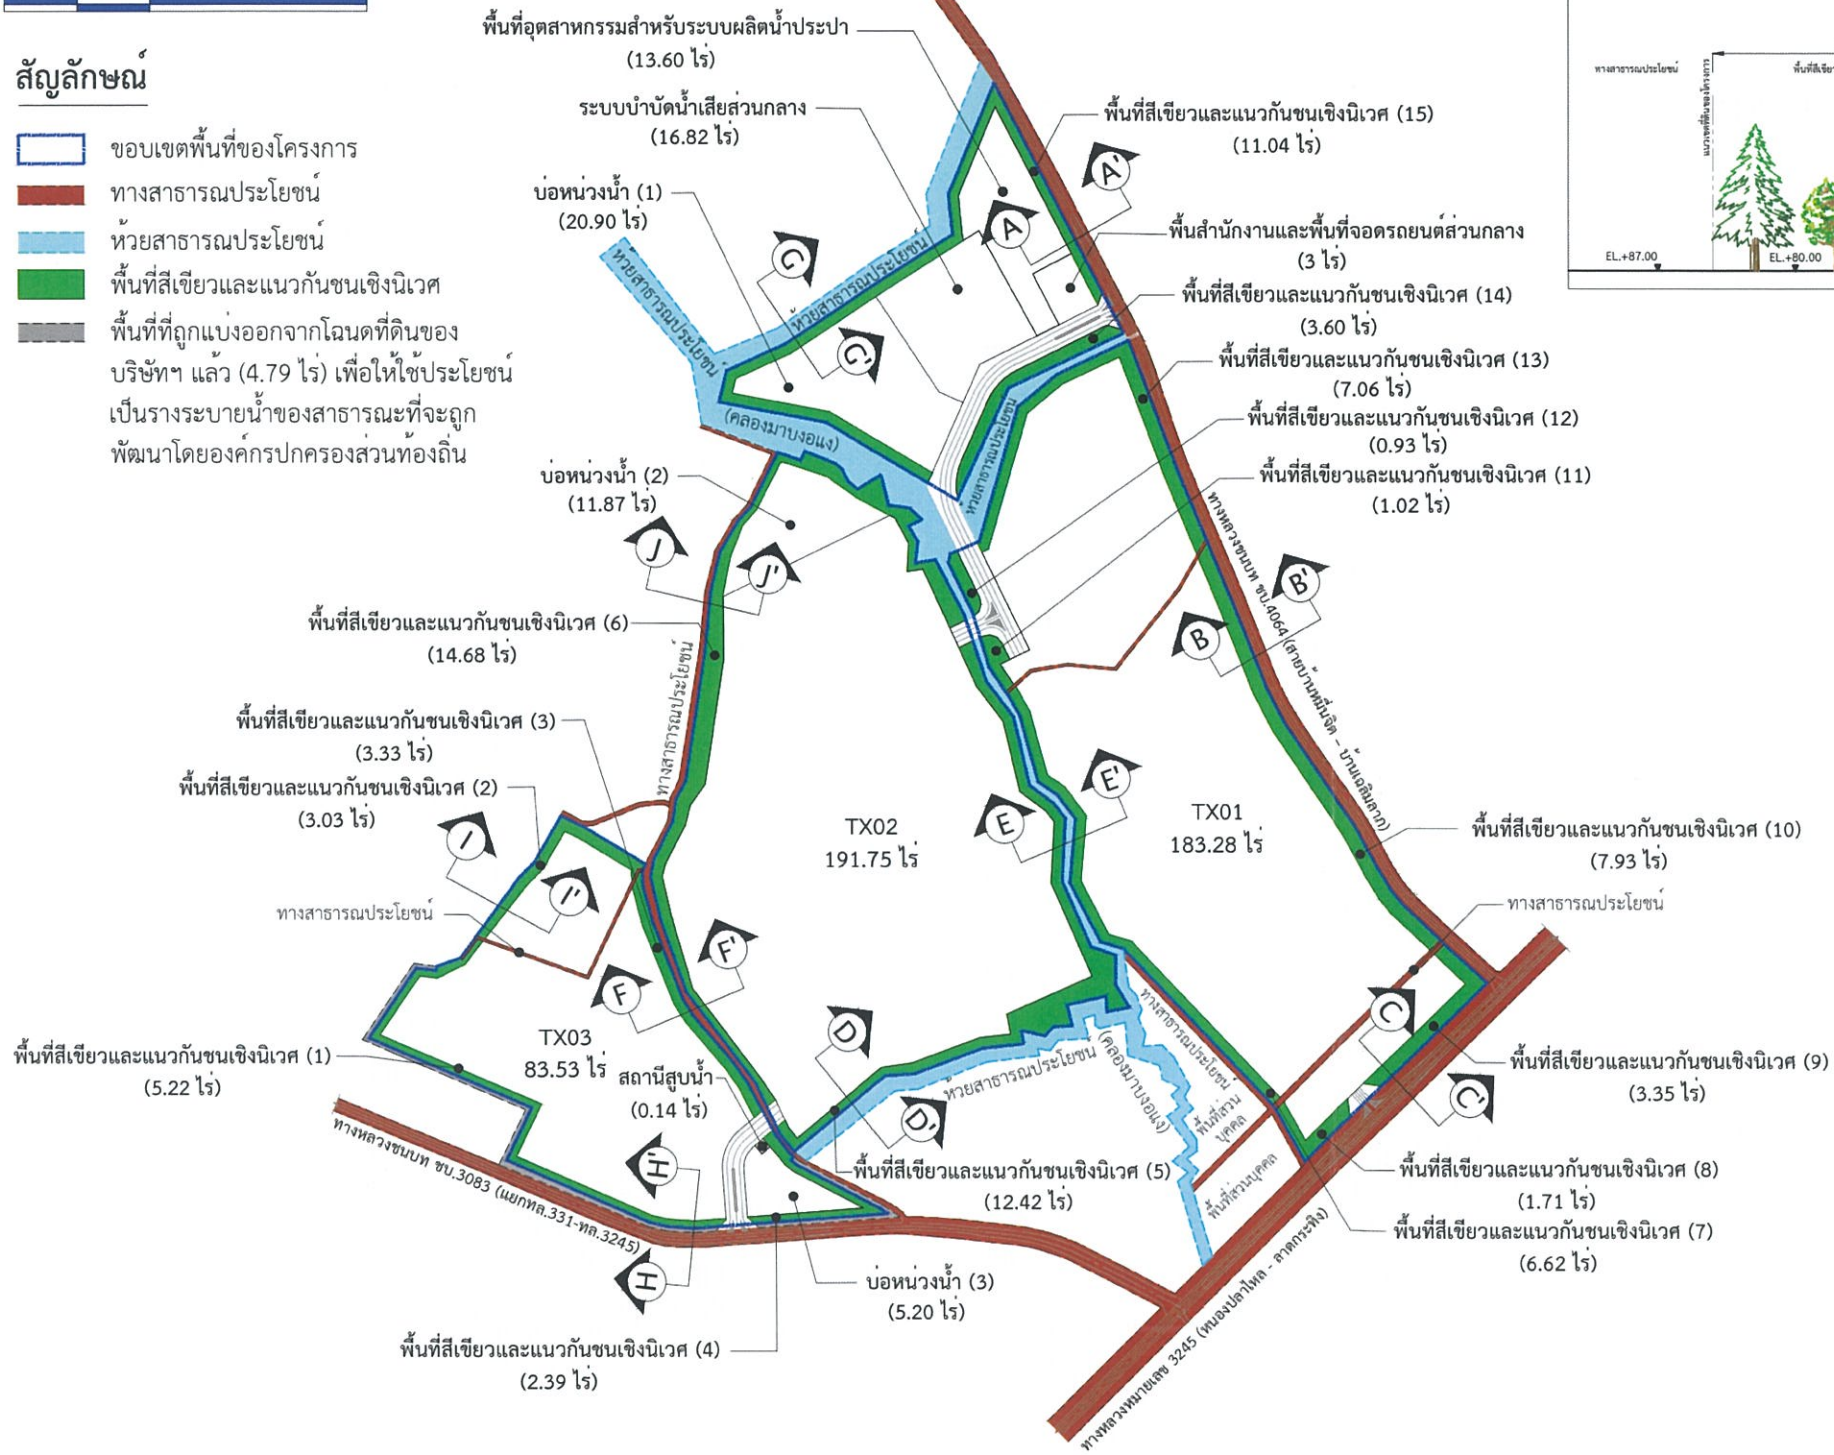 สัญลักษณ์
ขอบเขตพื้นที่ของโครงการ
ทางสาธารณประโยชน์
ห้วยสาธารณประโยชน์
พื้นที่สีเขียวและแนวกันชนเชิงนิเวศ
พื้นที่ที่ถูกแบ่งออกจากโฉนดที่ดินของ
บริษัทฯ แล้ว (4.79 ไร่) เพื่อให้ใช้ประโยชน์
เป็นรางระบายน้ำของสาธารณะที่จะถูก
พัฒนาโดยองค์กรปกครองส่วนท้องถิ่น
พื้นที่อุตสาหกรรมสำหรับระบบผลิตน้ำประปา
(13.60 ไร่)
ระบบบำบัดน้ำเสียส่วนกลาง
(16.82 ไร่)
บ่อหน่วงน้ำ (1)
(20.90 ไร่)
พื้นที่สีเขียวและแนวกันชนเชิงนิเวศ (15)
(11.04 ไร่)
A'
A
พื้นสำนักงานและพื้นที่จอดรถยนต์ส่วนกลาง
(3 ไร่)
G
G'
ห้วยสาธารณประโยชน์
ห้วยสาธารณประโยชน์
(คลองมาบงอแง)
ห้วยสาธารณประโยชน์
พื้นที่สีเขียวและแนวกันชนเชิงนิเวศ (14)
(3.60 ไร่)
พื้นที่สีเขียวและแนวกันชนเชิงนิเวศ (13)
(7.06 ไร่)
พื้นที่สีเขียวและแนวกันชนเชิงนิเวศ (12)
(0.93 ไร่)
พื้นที่สีเขียวและแนวกันชนเชิงนิเวศ (11)
(1.02 ไร่)
บ่อหน่วงน้ำ (2)
(11.87 ไร่)
J
J'
ทางหลวงชนบท ชบ.4064 (สายบ้านหมื่นจิต - บ้านเฉลิมลาภ)
B'
B
พื้นที่สีเขียวและแนวกันชนเชิงนิเวศ (6)
(14.68 ไร่)
ทางสาธารณประโยชน์
พื้นที่สีเขียวและแนวกันชนเชิงนิเวศ (3)
(3.33 ไร่)
พื้นที่สีเขียวและแนวกันชนเชิงนิเวศ (2)
(3.03 ไร่)
E'
E
TX02
191.75 ไร่
TX01
183.28 ไร่
พื้นที่สีเขียวและแนวกันชนเชิงนิเวศ (10)
(7.93 ไร่)
I
I'
ทางสาธารณประโยชน์
ทางสาธารณประโยชน์
F'
F
D
D'
C
C'
TX03
83.53 ไร่
สถานีสูบน้ำ
(0.14 ไร่)
พื้นที่สีเขียวและแนวกันชนเชิงนิเวศ (1)
(5.22 ไร่)
ห้วยสาธารณประโยชน์
(คลองมาบงอแง)
ทางสาธารณประโยชน์
พื้นที่ส่วน
บุคคล
พื้นที่ส่วนบุคคล
พื้นที่สีเขียวและแนวกันชนเชิงนิเวศ (9)
(3.35 ไร่)
พื้นที่สีเขียวและแนวกันชนเชิงนิเวศ (5)
(12.42 ไร่)
พื้นที่สีเขียวและแนวกันชนเชิงนิเวศ (8)
(1.71 ไร่)
พื้นที่สีเขียวและแนวกันชนเชิงนิเวศ (7)
(6.62 ไร่)
ทางหลวงชนบท ชบ.3083 (แยกทล.331-ทล.3245)
H'
H
บ่อหน่วงน้ำ (3)
(5.20 ไร่)
พื้นที่สีเขียวและแนวกันชนเชิงนิเวศ (4)
(2.39 ไร่)
ทางหลวงหมายเลข 3245 (หนองปลาไหล - ลาดกระทิง)
ทางสาธารณประโยชน์
แนวเขตที่ดินของโครงการ
พื้นที่สีเขีย
EL.+87.00
EL.+80.00